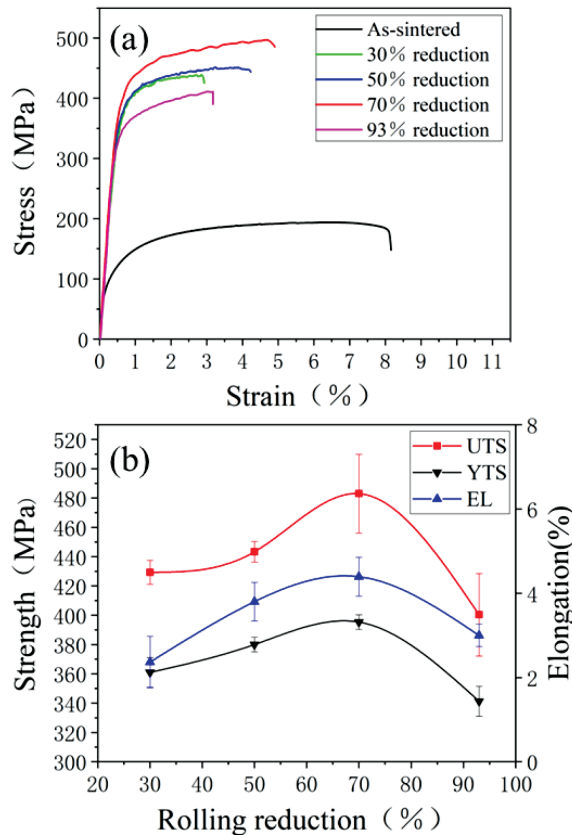 (a)
As-sintered
30% reduction
50% reduction
70% reduction
93% reduction
500
400
300
200
100
0
Stress（MPa）
0 1 2 3 4 5 6 7 8 9 10 11
Strain（%）
(b)
UTS
YTS
EL
520
510
500
480
460
440
420
400
380
360
340
320
300
Strength（MPa）
8
6
4
2
0
Elongation(%)
20 30 40 50 60 70 80 90 100
Rolling reduction（%）